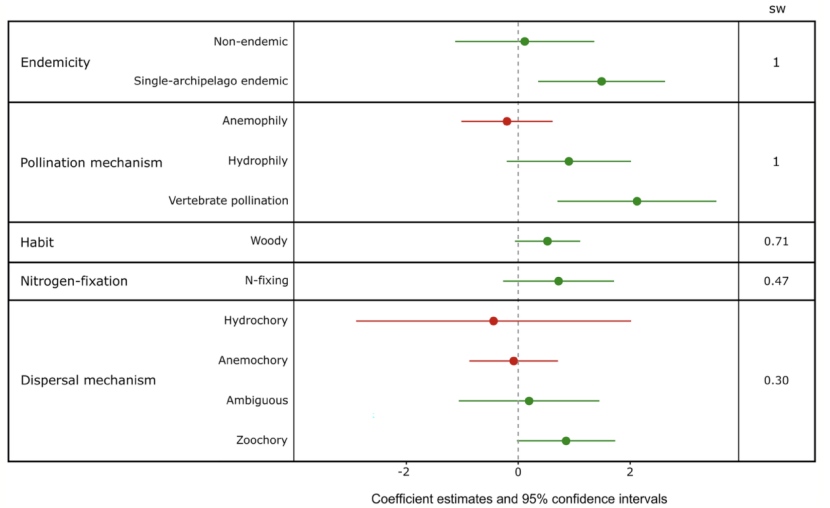 sw
Non-endemic
Endemicity
1
Single-archipelago endemic
Anemophily
Pollination mechanism
Hydrophily
1
Vertebrate pollination
Habit
Woody
0.71
Nitrogen-fixation
N-fixing
0.47
Hydrochory
Anemochory
Dispersal mechanism
0.30
Ambiguous
Zoochory
-2 0 2
Coefficient estimates and 95% confidence intervals